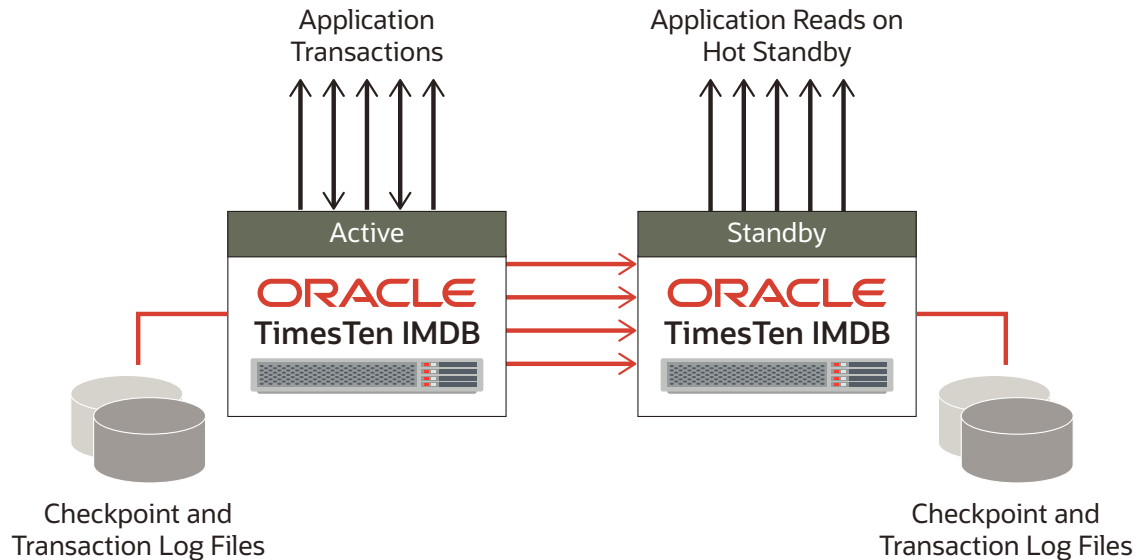 Application
Transactions
Application Reads on
Hot Standby
Active
Standby
ORACLE
TimesTen IMDB
ORACLE
TimesTen IMDB
Checkpoint and
Transaction Log Files
Checkpoint and
Transaction Log Files